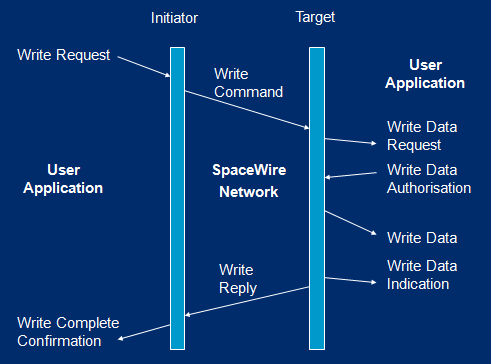 Initiator
Target
Write Request
Write
Command
User
Application
Write Data
Request
User
Application
SpaceWire
Network
Write Data
Authorisation
Write Data
Write
Reply
Write Data
Indication
Write Complete
Confirmation